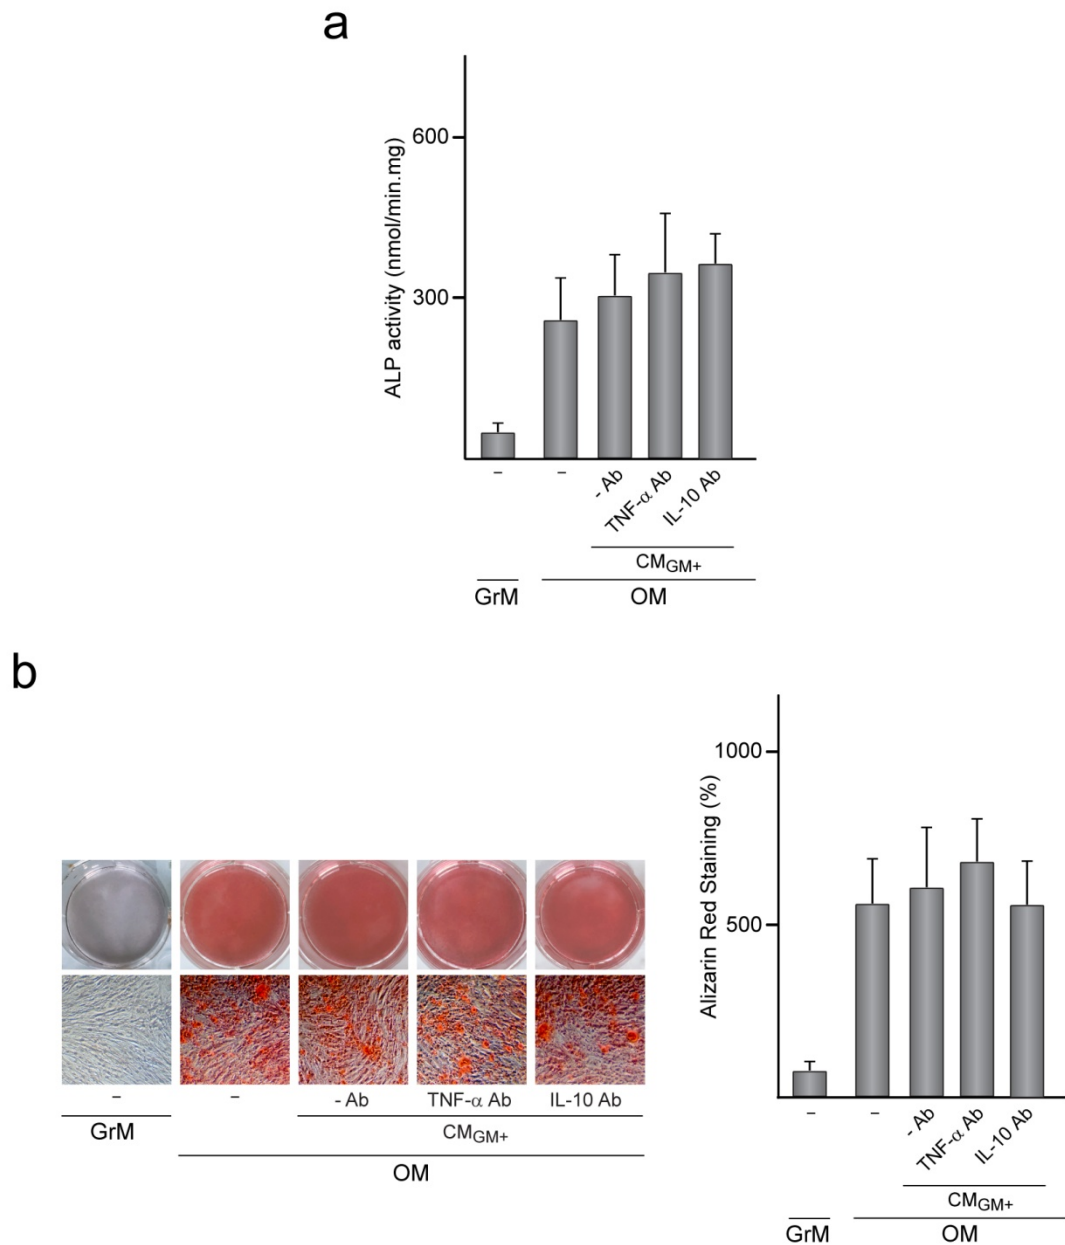 a
ALP activity (nmol/min.mg)
600
300
– – - Ab TNF-α Ab IL-10 Ab
CMGM+
GrM OM
b
– – - Ab TNF-α Ab IL-10 Ab
GrM CMGM+
OM
Alizarin Red Staining (%)
1000
500
– – - Ab TNF-α Ab IL-10 Ab
CMGM+
GrM OM